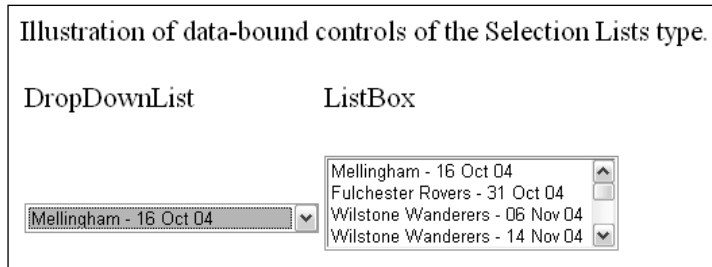 Illustration of data-bound controls of the Selection Lists type.
DropDownList
ListBox
Mellingham - 16 Oct 04
Mellingham - 16 Oct 04
Fulchester Rovers - 31 Oct 04
Wilstone Wanderers - 06 Nov 04
Wilstone Wanderers - 14 Nov 04